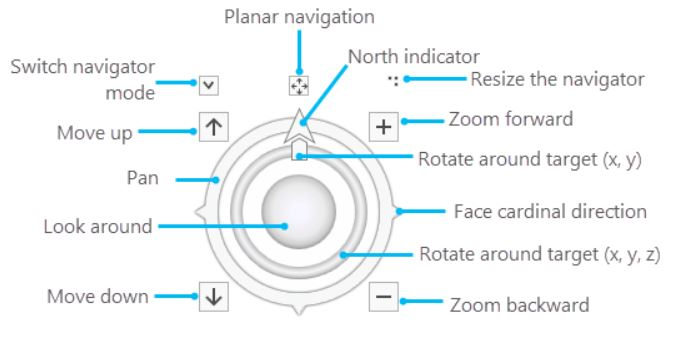 Planar navigation
North indicator
Switch navigator
mode
Resize the navigator
Move up
Zoom forward
Rotate around target (x, y)
Pan
Look around
Face cardinal direction
Rotate around target (x, y, z)
Move down
Zoom backward